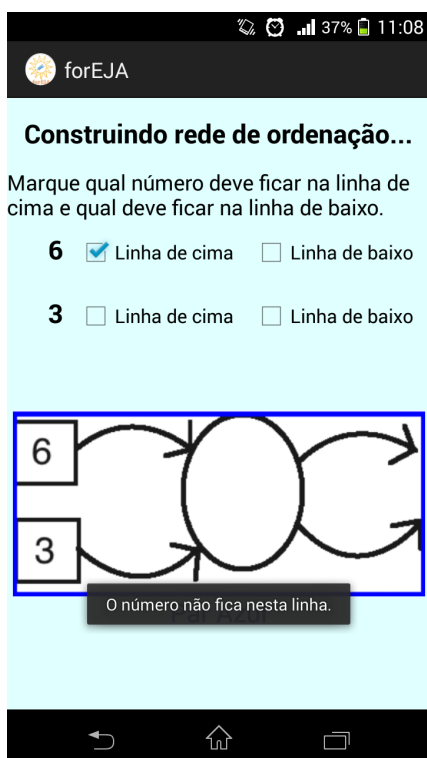 37% 11:08
forEJA
Construindo rede de ordenação...
Marque qual número deve ficar na linha de
cima e qual deve ficar na linha de baixo.
6 Linha de cima Linha de baixo
3 Linha de cima Linha de baixo
6
3
O número não fica nesta linha.
Par Azul